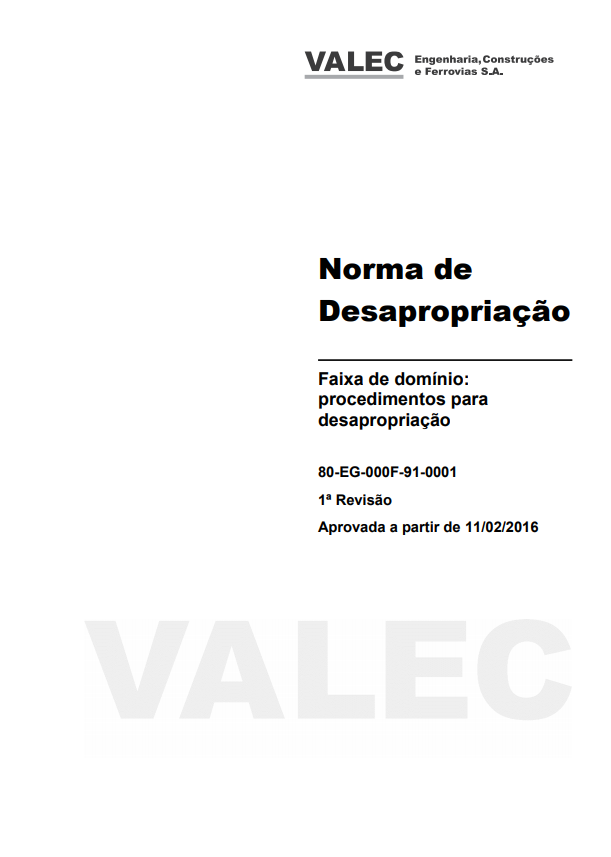 VALEC Engenharia, Construções
e Ferrovias S.A.
Norma de
Desapropriação
Faixa de domínio:
procedimentos para
desapropriação
80-EG-000F-91-0001
1ª Revisão
Aprovada a partir de 11/02/2016
VALEC